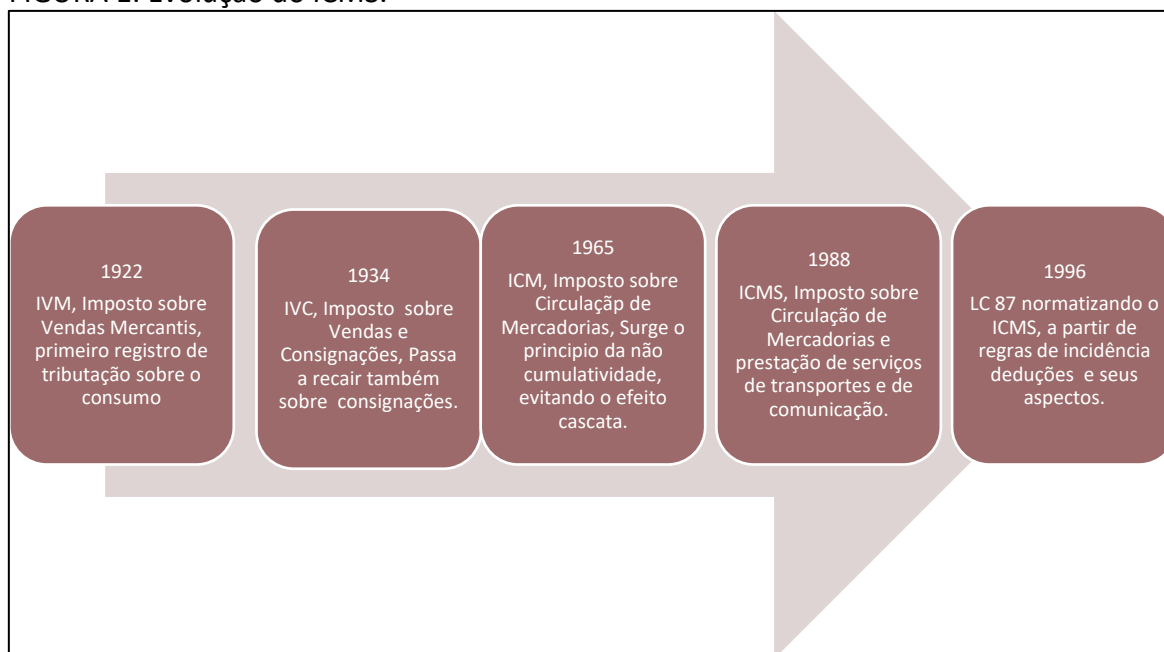 FIGURA 1: Evolução do ICMS.
1922
IVM, Imposto sobre
Vendas Mercantis,
primeiro registro de
tributação sobre o
consumo
1934
IVC, Imposto  sobre
Vendas e
Consignações, Passa
a recair também
sobre  consignações.
1965
ICM, Imposto sobre
Circulaçãp de
Mercadorias, Surge o
principio da não
cumulatividade,
evitando o efeito
cascata.
1988
ICMS, Imposto sobre
Circulação de
Mercadorias e
prestação de serviços
de transportes e de
comunicação.
1996
LC 87 normatizando o
ICMS, a partir de
regras de incidência
deduções  e seus
aspectos.